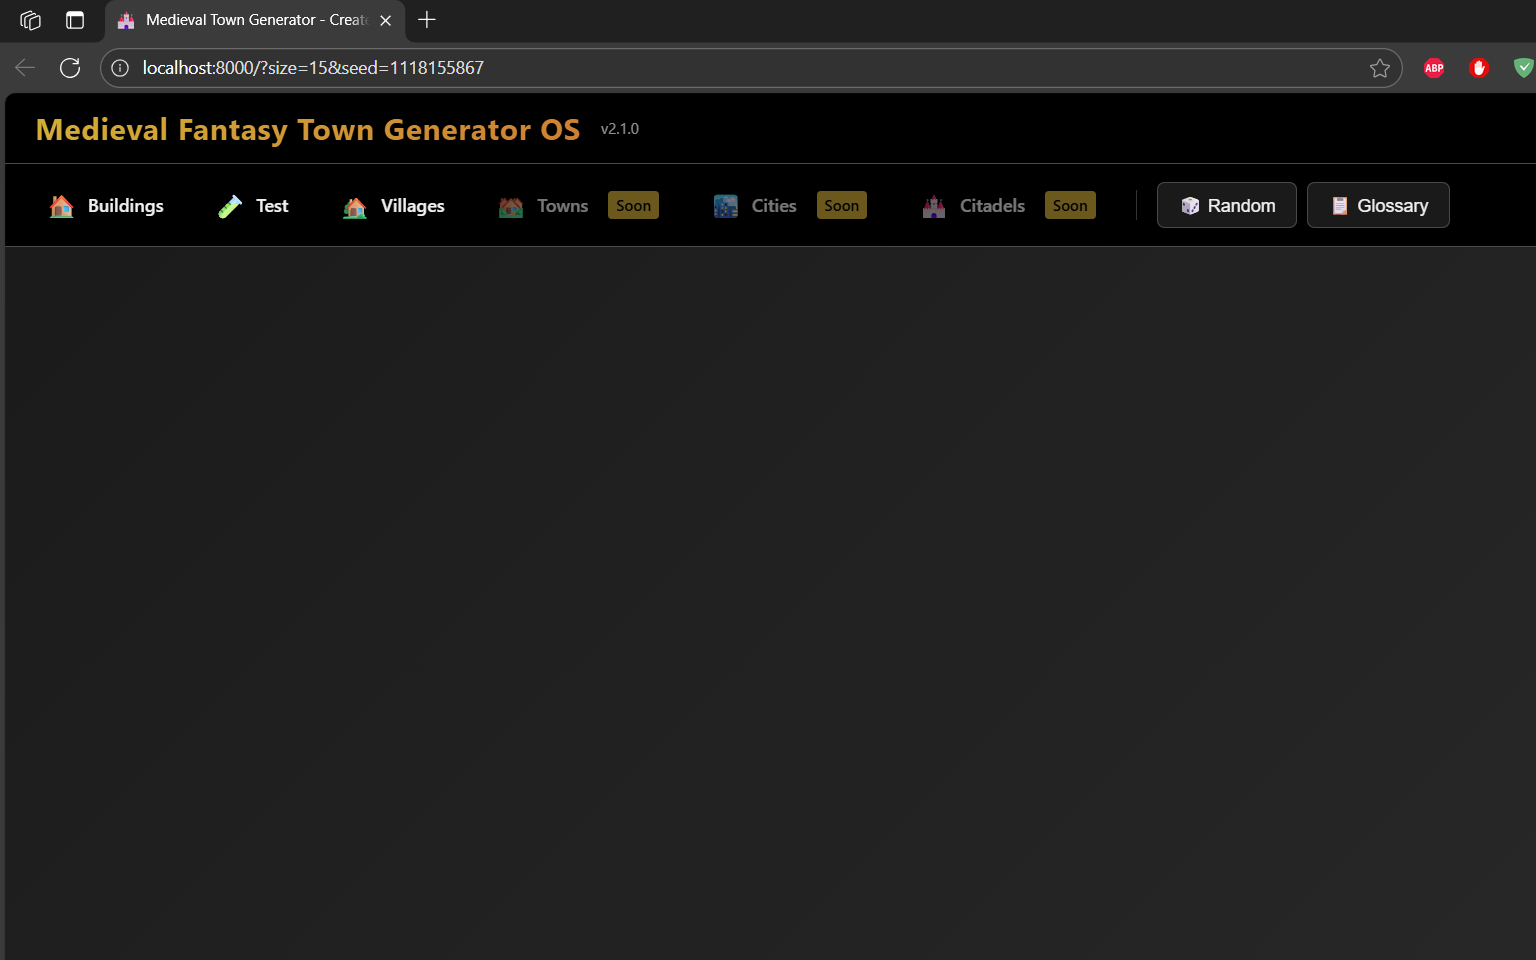 Medieval Town Generator - Creat
localhost:8000/?size=15&seed=1118155867
ABP
Medieval Fantasy Town Generator OS v2.1.0
Buildings Test Villages Towns Soon Cities Soon Citadels Soon Random Glossary